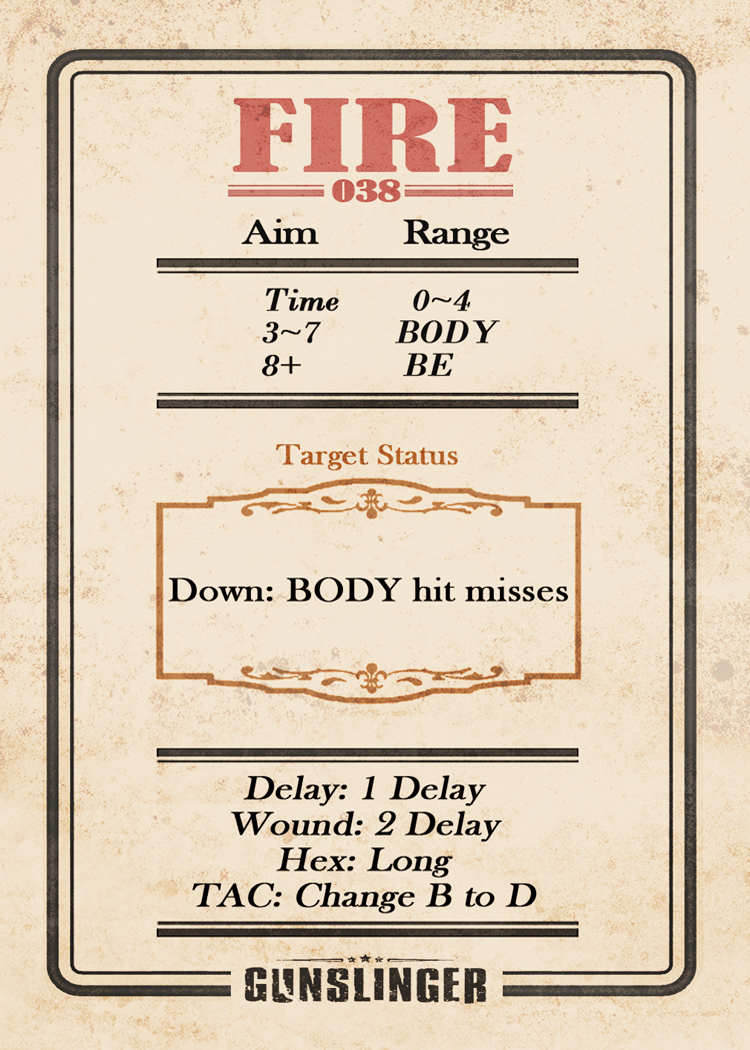 FIRE
038
Aim Range
Time 0~4
3~7 BODY
8+ BE
Target Status
Down: BODY hit misses
Delay: 1 Delay
Wound: 2 Delay
Hex: Long
TAC: Change B to D
GUNSLINGER